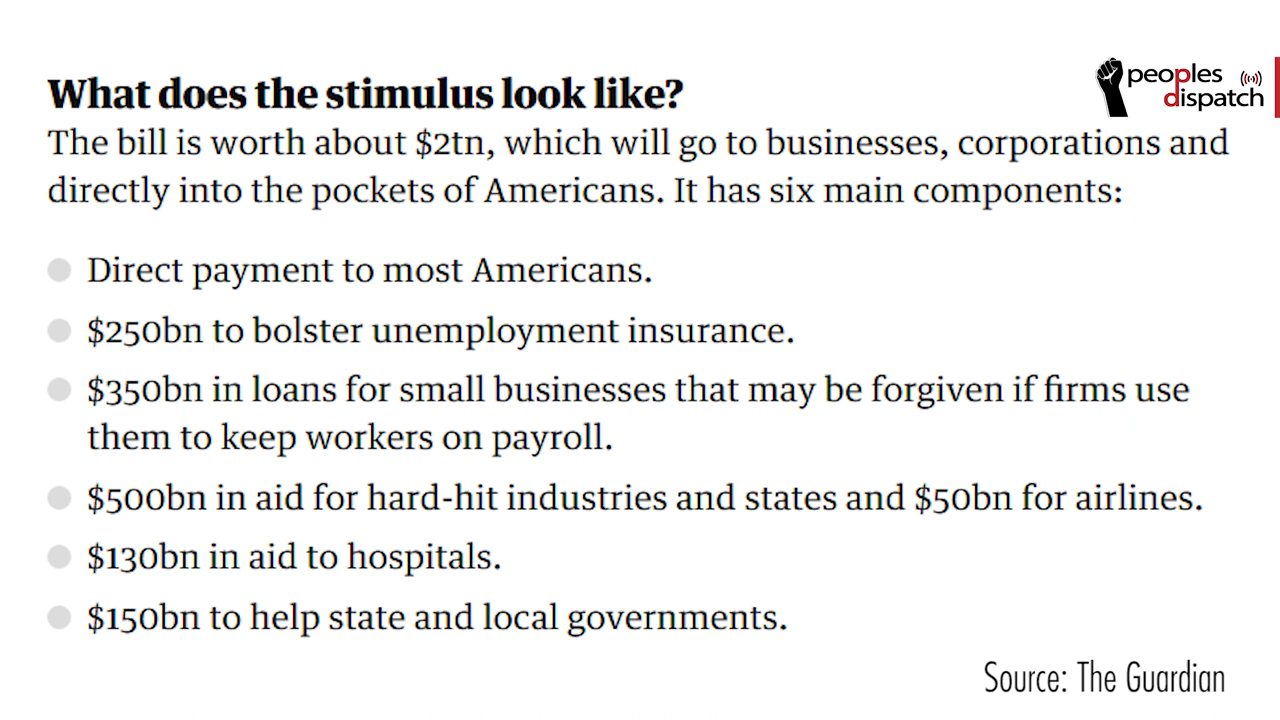 peoples
dispatch
What does the stimulus look like?
The bill is worth about $2tn, which will go to businesses, corporations and
directly into the pockets of Americans. It has six main components:
Direct payment to most Americans.
$250bn to bolster unemployment insurance.
$350bn in loans for small businesses that may be forgiven if firms use
them to keep workers on payroll.
$500bn in aid for hard-hit industries and states and $50bn for airlines.
$130bn in aid to hospitals.
$150bn to help state and local governments.
Source: The Guardian